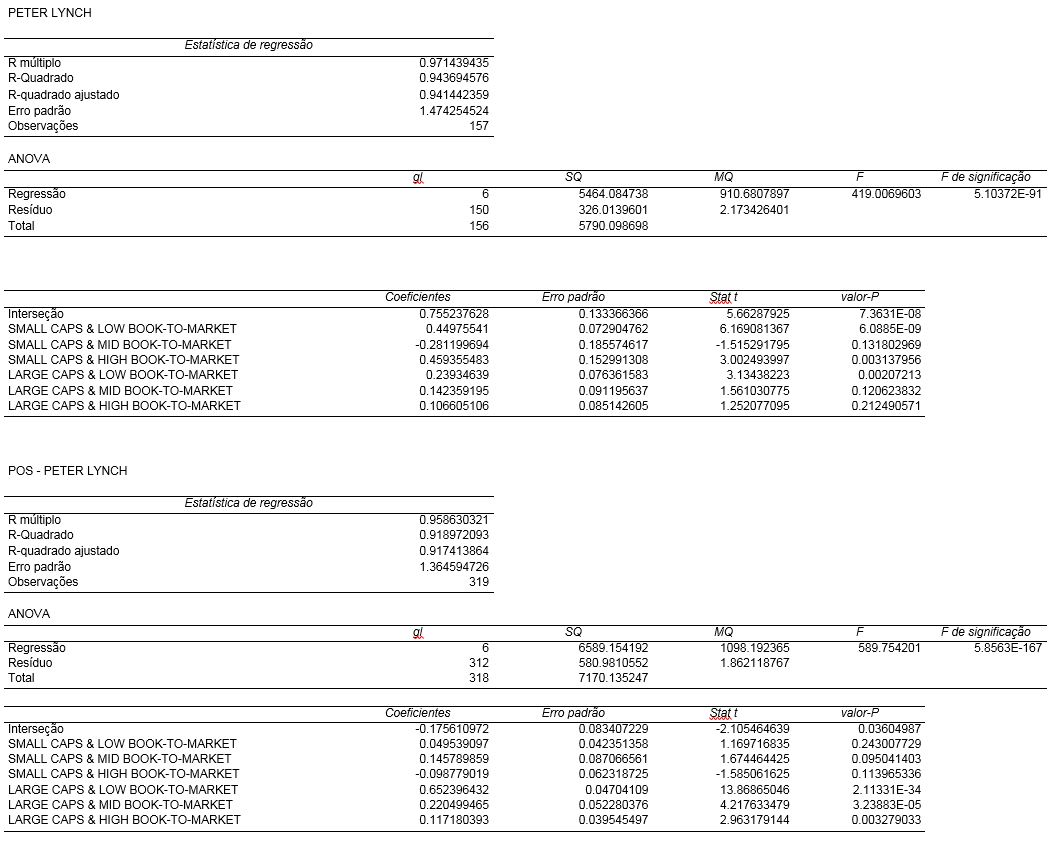 PETER LYNCH
Estatística de regressão
R múltiplo 0.971439435
R-Quadrado 0.943694576
R-quadrado ajustado 0.941442359
Erro padrão 1.474254524
Observações 157
ANOVA
gl SQ MQ F F de significação
Regressão 6 5464.084738 910.6807897 419.0069603 5.10372E-91
Resíduo 150 326.0139601 2.173426401
Total 156 5790.098698
Coeficientes Erro padrão Stat t valor-P
Interseção 0.755237628 0.133366366 5.66287925 7.3631E-08
SMALL CAPS & LOW BOOK-TO-MARKET 0.44975541 0.072904762 6.169081367 6.0885E-09
SMALL CAPS & MID BOOK-TO-MARKET -0.281199694 0.185574617 -1.515291795 0.131802969
SMALL CAPS & HIGH BOOK-TO-MARKET 0.459355483 0.152991308 3.002493997 0.003137956
LARGE CAPS & LOW BOOK-TO-MARKET 0.23934639 0.076361583 3.13438223 0.00207213
LARGE CAPS & MID BOOK-TO-MARKET 0.142359195 0.091195637 1.561030775 0.120623832
LARGE CAPS & HIGH BOOK-TO-MARKET 0.106605106 0.085142605 1.252077095 0.212490571
POS - PETER LYNCH
Estatística de regressão
R múltiplo 0.958630321
R-Quadrado 0.918972093
R-quadrado ajustado 0.917413864
Erro padrão 1.364594726
Observações 319
ANOVA
gl SQ MQ F F de significação
Regressão 6 6589.154192 1098.192365 589.754201 5.8563E-167
Resíduo 312 580.9810552 1.862118767
Total 318 7170.135247
Coeficientes Erro padrão Stat t valor-P
Interseção -0.175610972 0.083407229 -2.105464639 0.03604987
SMALL CAPS & LOW BOOK-TO-MARKET 0.049539097 0.042351358 1.169716835 0.243007729
SMALL CAPS & MID BOOK-TO-MARKET 0.145789859 0.087066561 1.674464425 0.095041403
SMALL CAPS & HIGH BOOK-TO-MARKET -0.098779019 0.062318725 -1.585061625 0.113965336
LARGE CAPS & LOW BOOK-TO-MARKET 0.652396432 0.04704109 13.86865046 2.11331E-34
LARGE CAPS & MID BOOK-TO-MARKET 0.220499465 0.052280376 4.217633479 3.23883E-05
LARGE CAPS & HIGH BOOK-TO-MARKET 0.117180393 0.039545497 2.963179144 0.003279033